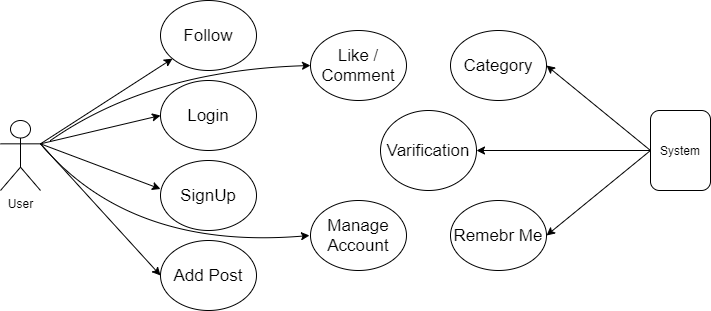 Follow
Like /
Comment
Category
Login
Varification
System
SignUp
User
Manage
Account
Remebr Me
Add Post